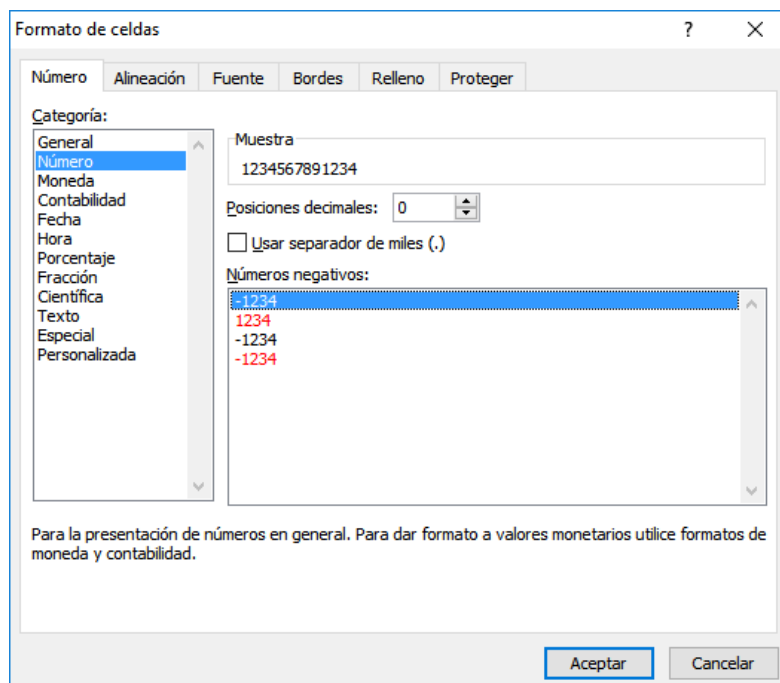 Formato de celdas ?
Número Alineación Fuente Bordes Relleno Proteger
Categoría:
General
Número
Moneda
Contabilidad
Fecha
Hora
Porcentaje
Fracción
Científica
Texto
Especial
Personalizada
Muestra
1234567891234
Posiciones decimales: 0
Usar separador de miles (.)
Números negativos:
-1234
1234
-1234
-1234
Para la presentación de números en general. Para dar formato a valores monetarios utilice formatos de
moneda y contabilidad.
Aceptar Cancelar